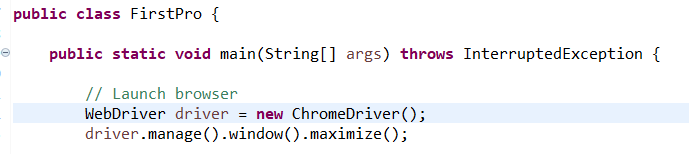 public class FirstPro {
public static void main(String[] args) throws InterruptedException {
// Launch browser
WebDriver driver = new ChromeDriver();
driver.manage().window().maximize();